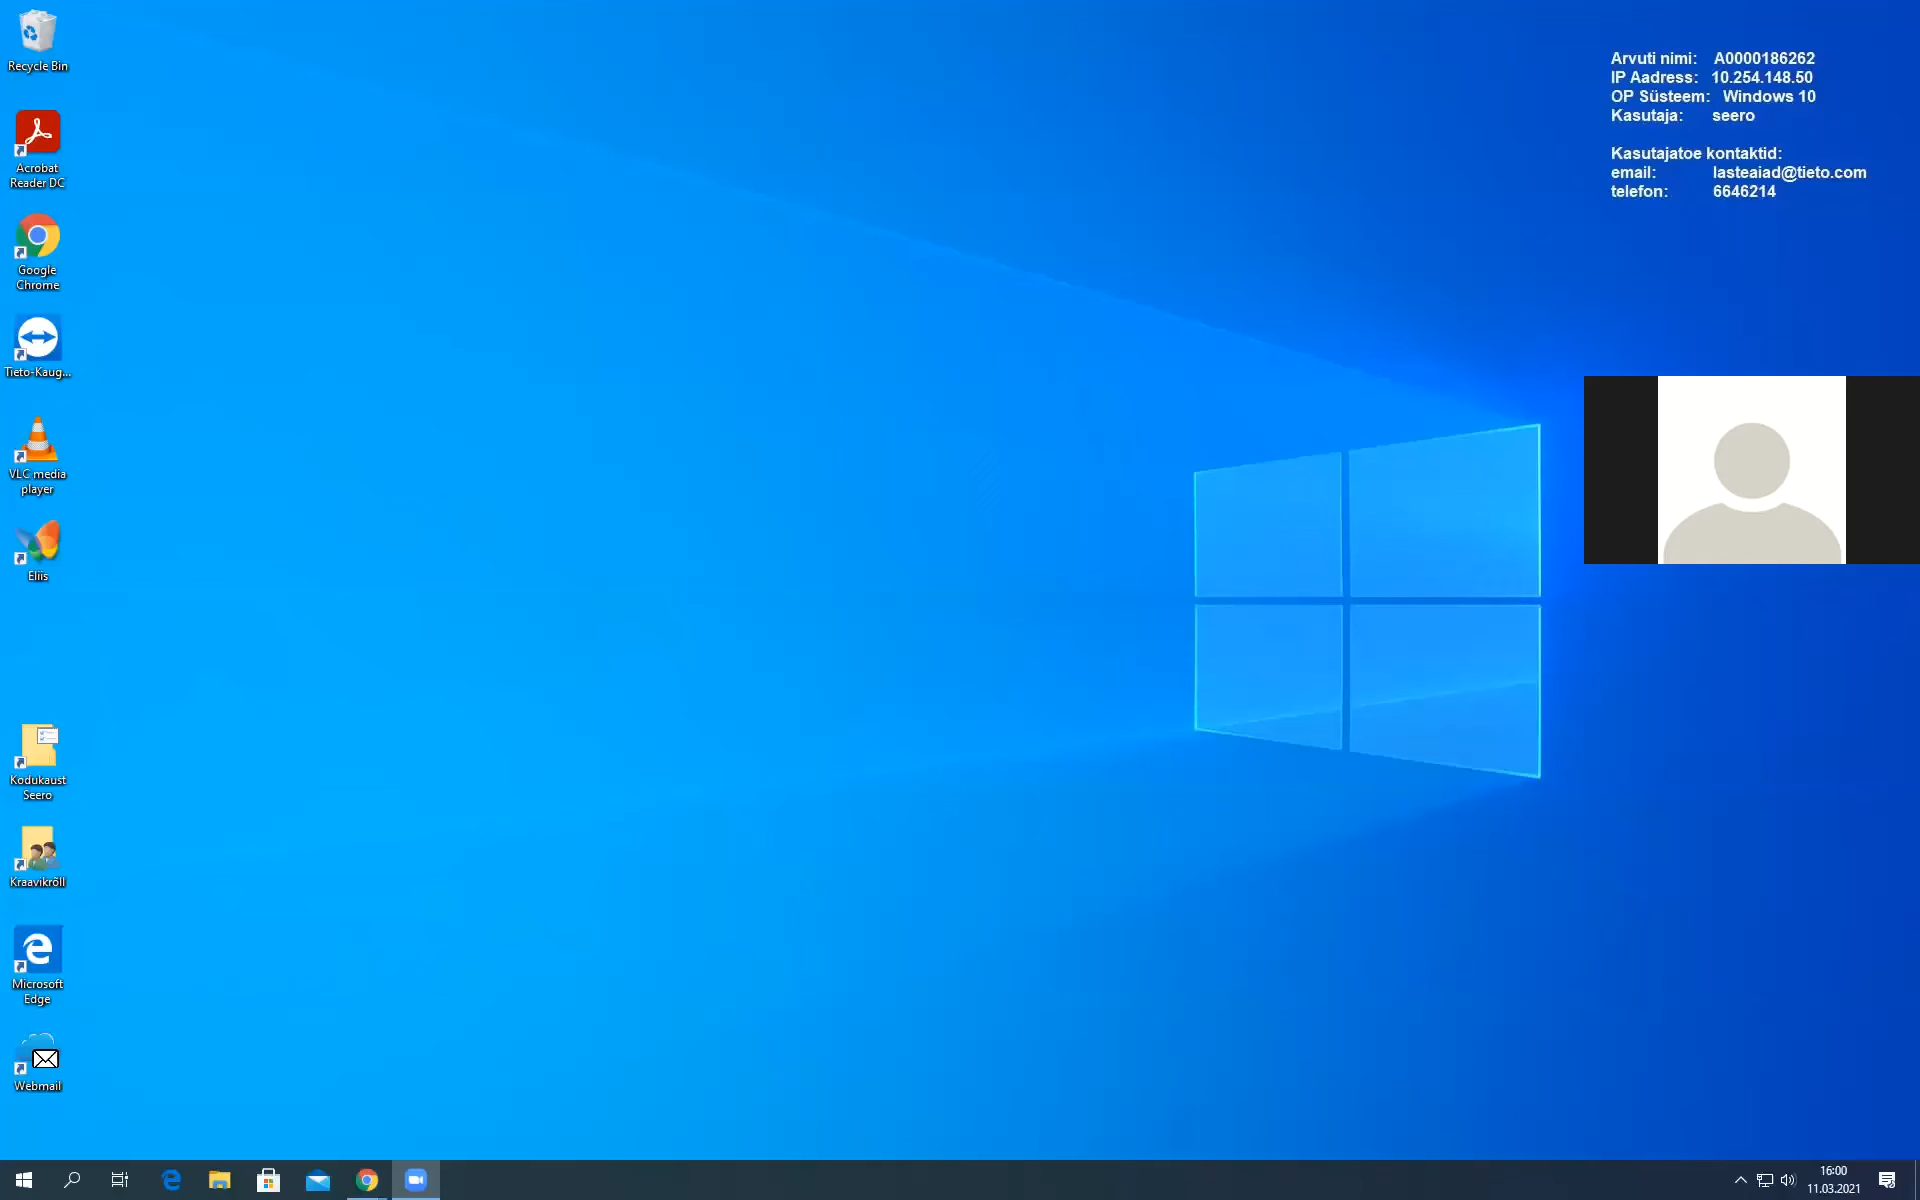 Recycle Bin
Acrobat
Reader DC
Google
Chrome
Tieto-Kaug...
VLC media
player
Eliis
Kodukaust
Seero
Kraavikrõll
Microsoft
Edge
Webmail
Arvuti nimi: A0000186262
IP Aadress: 10.254.148.50
OP Süsteem: Windows 10
Kasutaja: seero
Kasutajatoe kontaktid:
email: lasteaiad@tieto.com
telefon: 6646214
16:00
11.03.2021